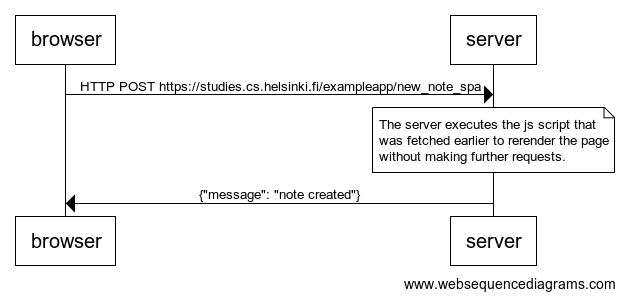 browser
server
HTTP POST https://studies.cs.helsinki.fi/exampleapp/new_note_spa
The server executes the js script that
was fetched earlier to rerender the page
without making further requests.
{"message": "note created"}
browser
server
www.websequencediagrams.com